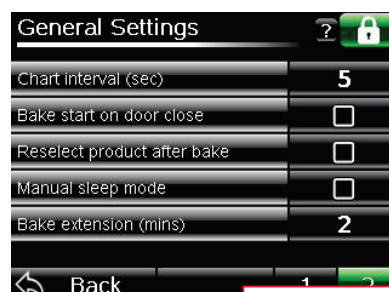 General Settings ?
Chart interval (sec) 5
Bake start on door close
Reselect product after bake
Manual sleep mode
Bake extension (mins) 2
Back 1 2